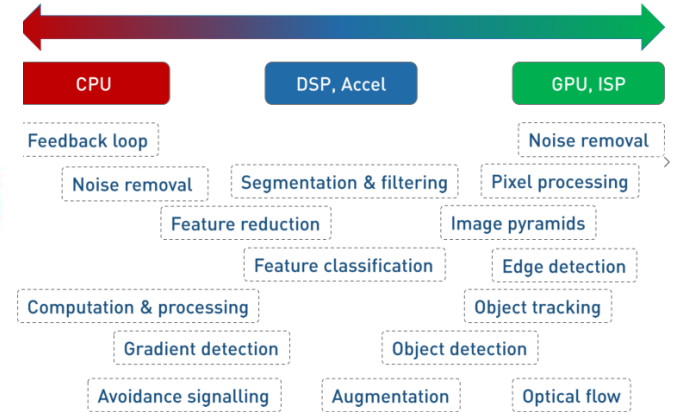 CPU
DSP, Accel
GPU, ISP
Feedback loop
Noise removal
Noise removal
Segmentation & filtering
Pixel processing
Feature reduction
Image pyramids
Feature classification
Edge detection
Computation & processing
Object tracking
Gradient detection
Object detection
Avoidance signalling
Augmentation
Optical flow